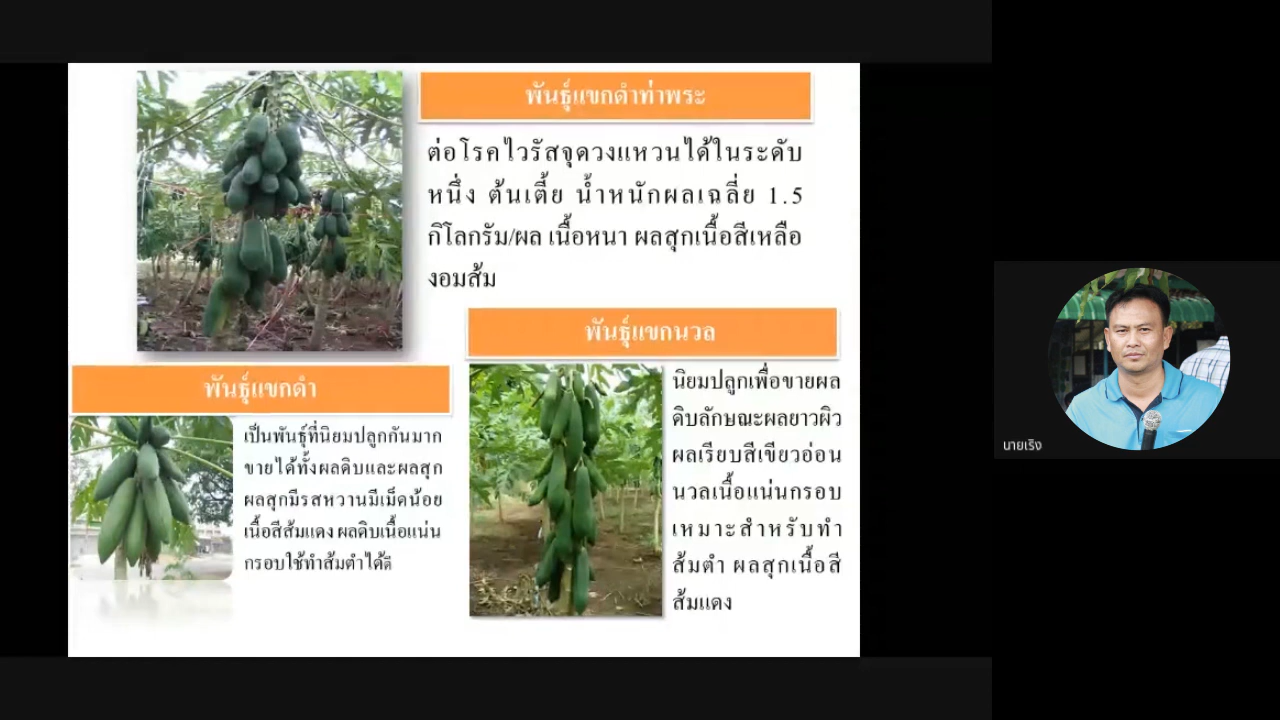 พันธุ์แขกดำท่าพระ
ต่อโรคไวรัสจุดวงแหวนได้ในระดับ
หนึ่ง ต้นเตี้ย น้ำหนักผลเฉลี่ย 1.5
กิโลกรัม/ผล เนื้อหนา ผลสุกเนื้อสีเหลือ
งอมส้ม
พันธุ์แขกดำ
เป็นพันธุ์ที่นิยมปลูกกันมาก
ขายได้ทั้งผลดิบและผลสุก
ผลสุกมีรสหวานมีเม็ดน้อย
เนื้อสีส้มแดง ผลดิบเนื้อแน่น
กรอบใช้ทำส้มตำได้ดี
พันธุ์แขกนวล
นิยมปลูกเพื่อขายผล
ดิบลักษณะผลยาวผิว
ผลเรียบสีเขียวอ่อน
นวลเนื้อแน่นกรอบ
เหมาะสำหรับทำ
ส้มตำ ผลสุกเนื้อสี
ส้มแดง
นายเริง